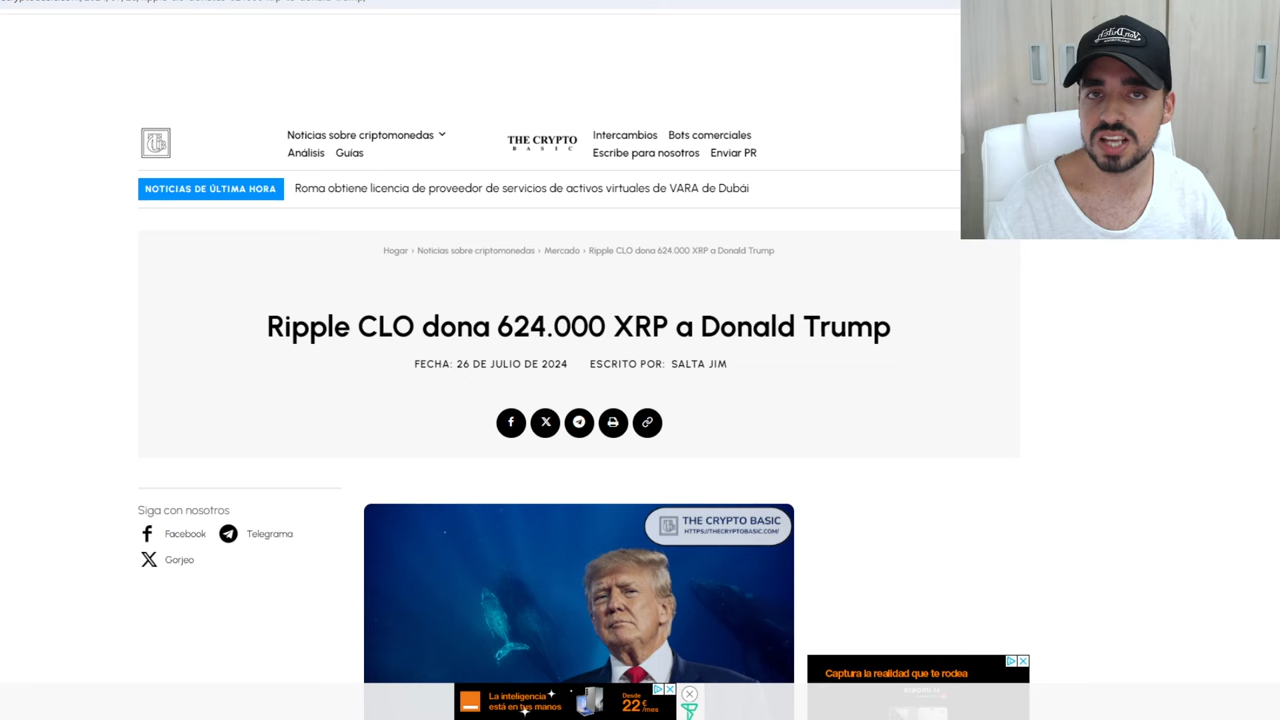 Noticias sobre criptomonedas
Análisis Guías
THE CRYPTO
BASIC
Intercambios Bots comerciales
Escribe para nosotros Enviar PR
NOTICIAS DE ÚLTIMA HORA
Roma obtiene licencia de proveedor de servicios de activos virtuales de VARA de Dubái
Hogar › Noticias sobre criptomonedas › Mercado › Ripple CLO dona 624.000 XRP a Donald Trump
Ripple CLO dona 624.000 XRP a Donald Trump
FECHA: 26 DE JULIO DE 2024 ESCRITO POR: SALTA JIM
Siga con nosotros
Facebook
Telegrama
Gorjeo
THE CRYPTO BASIC
HTTPS://THECRYPTOBASIC.COM/
La inteligencia
está en tus manos
Desde
22€
/mes
Captura la realidad que te rodea